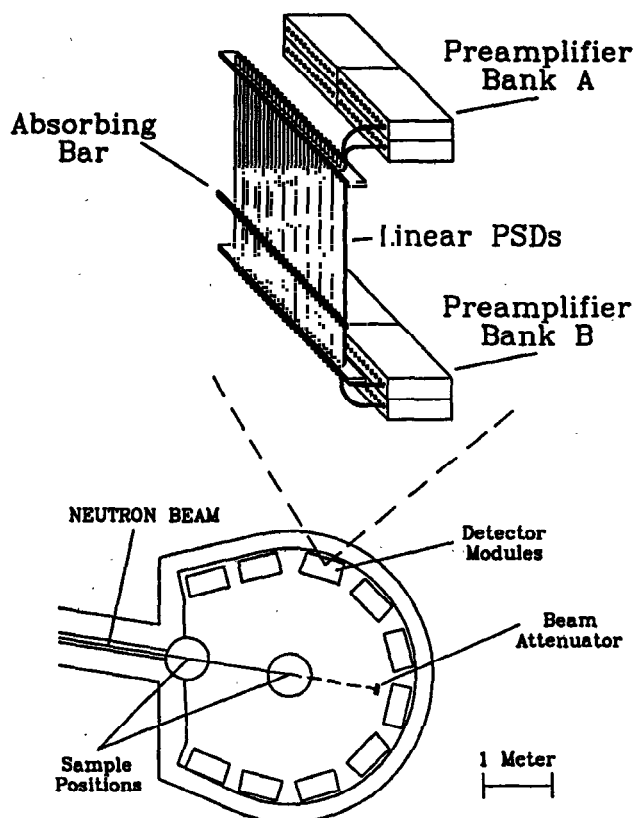 Preamplifier
Bank A
Absorbing
Bar
Linear PSDs
Preamplifier
Bank B
NEUTRON BEAM
Detector
Modules
Beam
Attenuator
Sample
Positions
1 Meter